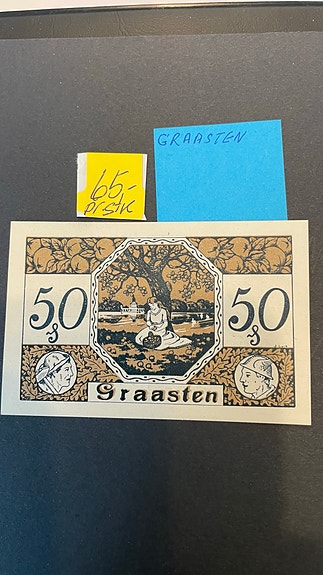 GRAASTEN
65,-
pr stk
50 50
₰ ₰
Graasten